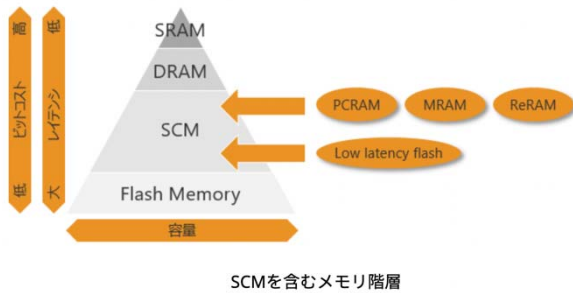 高
ビットコスト
低
低
レイテンシ
大
SRAM
DRAM
SCM
Flash Memory
容量
PCRAM
MRAM
ReRAM
Low latency flash
SCMを含むメモリ階層